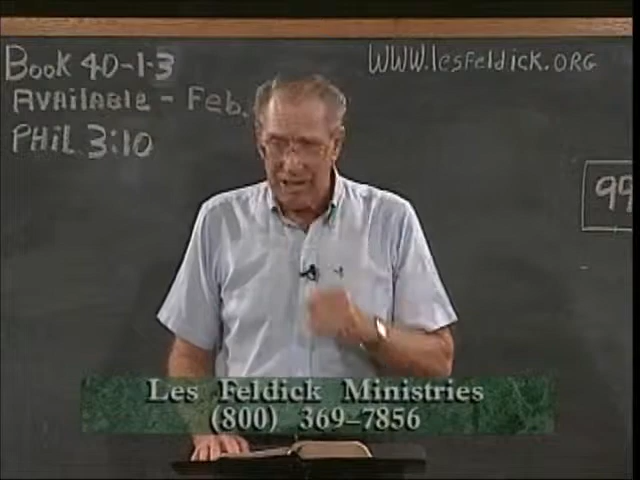 Book 40-1-3
WWW.lesfeldick.ORG
Available - Feb.
PHIL 3:10
99
Les Feldick Ministries
(800) 369-7856